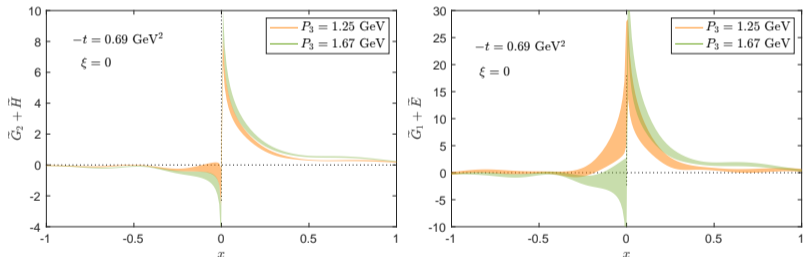 10
8
6
4
2
0
-2
-4
-1
-0.5
0
0.5
1
x
G̃₂ + H̃
−t = 0.69 GeV²
ξ = 0
P₃ = 1.25 GeV
P₃ = 1.67 GeV
30
25
20
15
10
5
0
-5
-10
-1
-0.5
0
0.5
1
x
G̃₁ + Ẽ
−t = 0.69 GeV²
ξ = 0
P₃ = 1.25 GeV
P₃ = 1.67 GeV